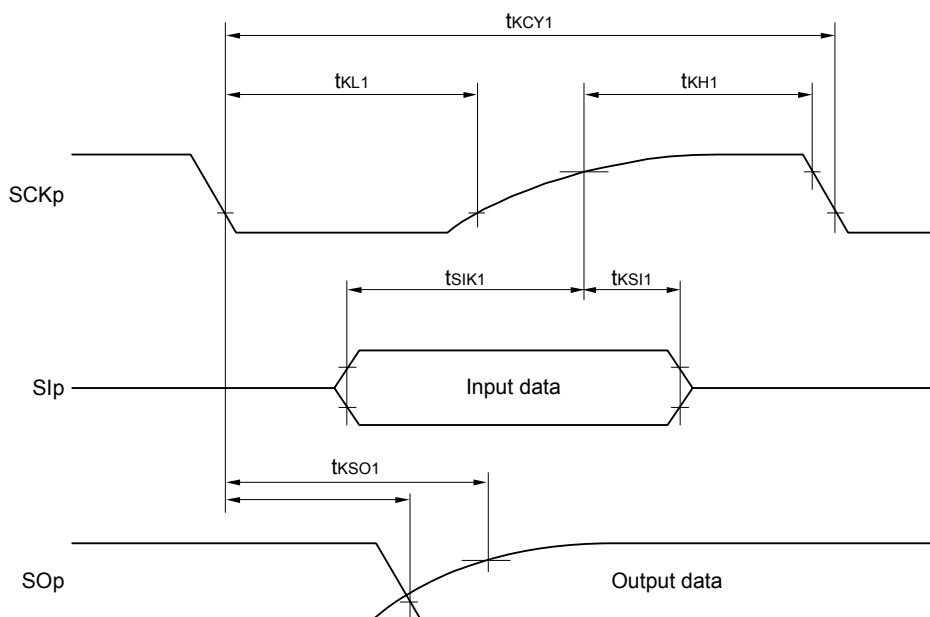 tKCY1
tKL1
tKH1
SCKp
tSIK1
tKSI1
SIp
Input data
tKSO1
SOp
Output data